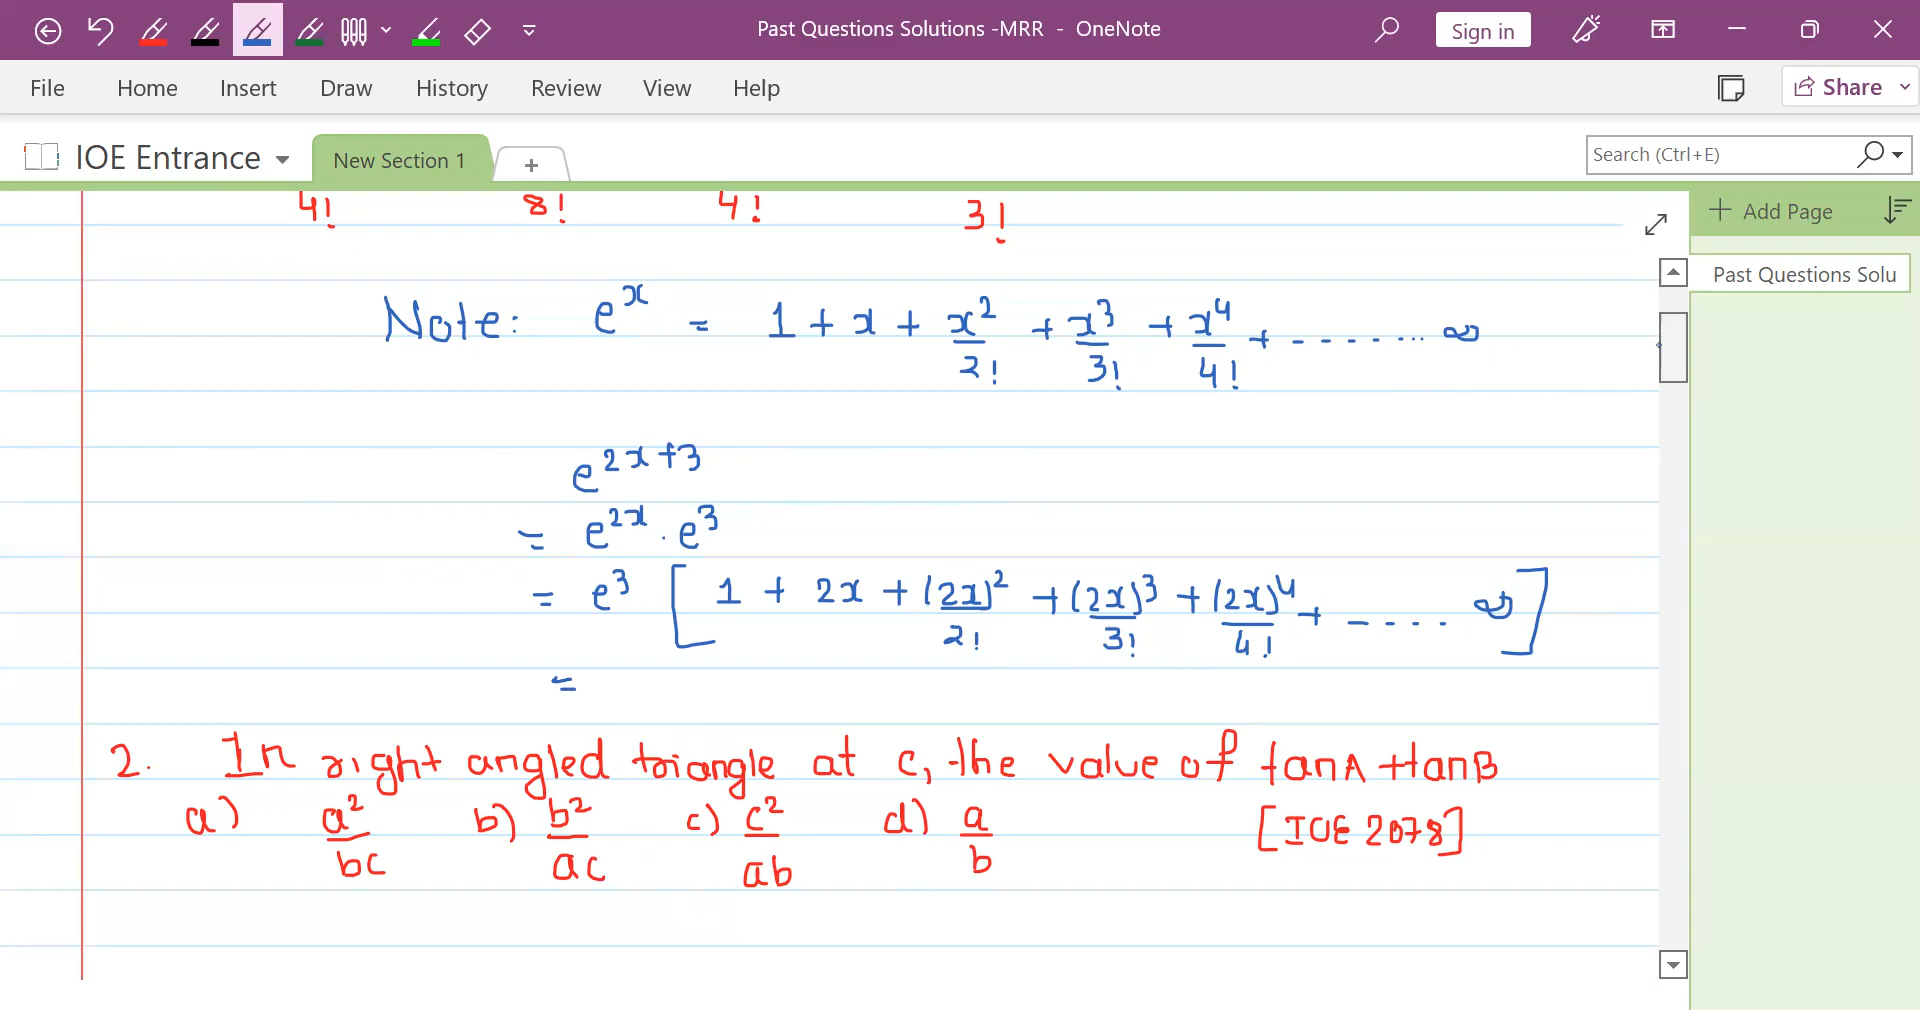 Past Questions Solutions -MRR - OneNote
Sign in
File Home Insert Draw History Review View Help
Share
IOE Entrance New Section 1 +
Search (Ctrl+E)
Add Page
Past Questions Solu
4! 8! 4! 3!
Note: e^x = 1 + x + x^2/2! + x^3/3! + x^4/4! + ........ ∞
e^(2x+3)
= e^(2x) . e^3
= e^3 [ 1 + 2x + (2x)^2/2! + (2x)^3/3! + (2x)^4/4! + ..... ∞ ]
=
2. In right angled triangle at c, the value of tanA+tanB
a) a^2/bc b) b^2/ac c) c^2/ab d) a/b [IOE 2078]